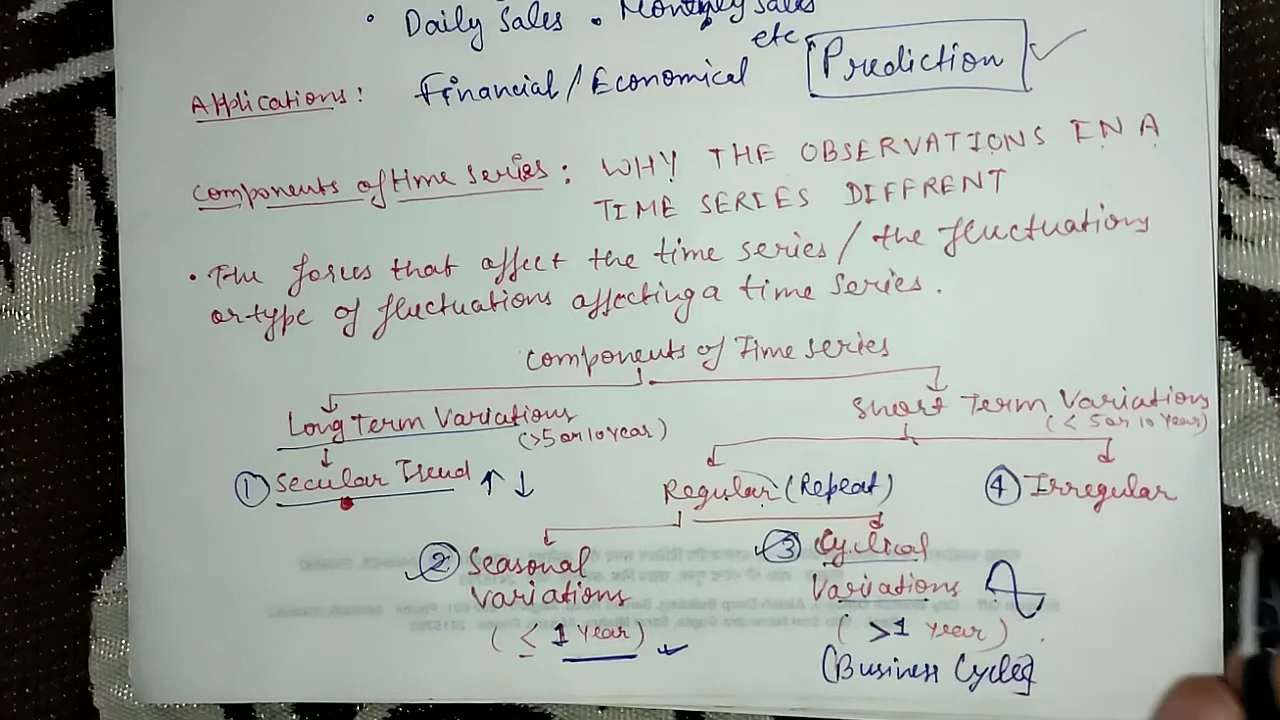 • Daily Sales • Monthly Sales
etc
Applications: Financial/Economical Prediction
Components of time series: WHY THE OBSERVATIONS IN A
TIME SERIES DIFFRENT
• The forces that affect the time series/the fluctuations
or type of fluctuations affecting a time series.
Components of Time series
Long Term Variations
(>5 or 10 year)
Short Term Variations
(< 5 or 10 Year)
① Secular Trend ↑↓
Regular (Repeat)
④ Irregular
② Seasonal
Variations
(≤ 1 Year)
③ Cyclical
Variations
(>1 year)
(Business Cycles)